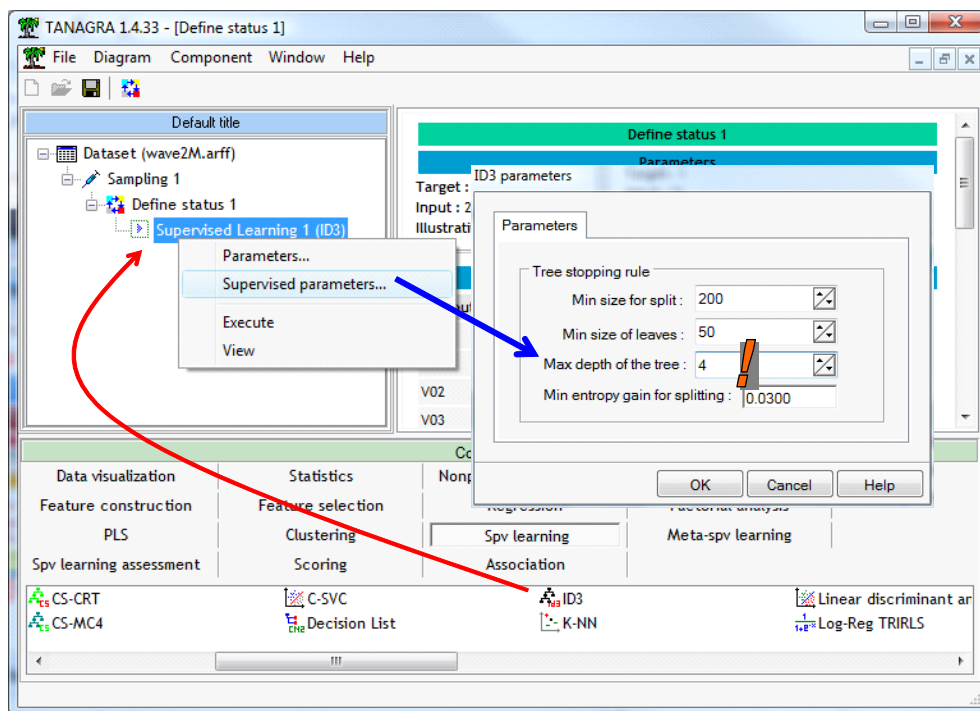 TANAGRA 1.4.33 - [Define status 1]
File Diagram Component Window Help
Default title
Dataset (wave2M.arff)
Sampling 1
Define status 1
Supervised Learning 1 (ID3)
Parameters...
Supervised parameters...
Execute
View
Define status 1
Parameters
Target :
Input : 2
Illustrati
V02
V03
ID3 parameters
Parameters
Tree stopping rule
Min size for split : 200
Min size of leaves : 50
Max depth of the tree : 4
Min entropy gain for splitting : 0.0300
OK Cancel Help
Data visualization Statistics
Feature construction Feature selection Regression Factorial analysis
PLS Clustering Spv learning Meta-spv learning
Spv learning assessment Scoring Association
CS-CRT C-SVC ID3 Linear discriminant an
CS-MC4 Decision List K-NN Log-Reg TRIRLS